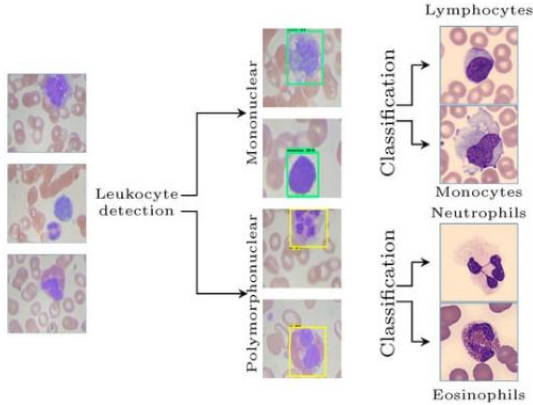 Lymphocytes
Mononuclear
Classification
Leukocyte
detection
Monocytes
Neutrophils
Polymorphonuclear
Classification
Eosinophils